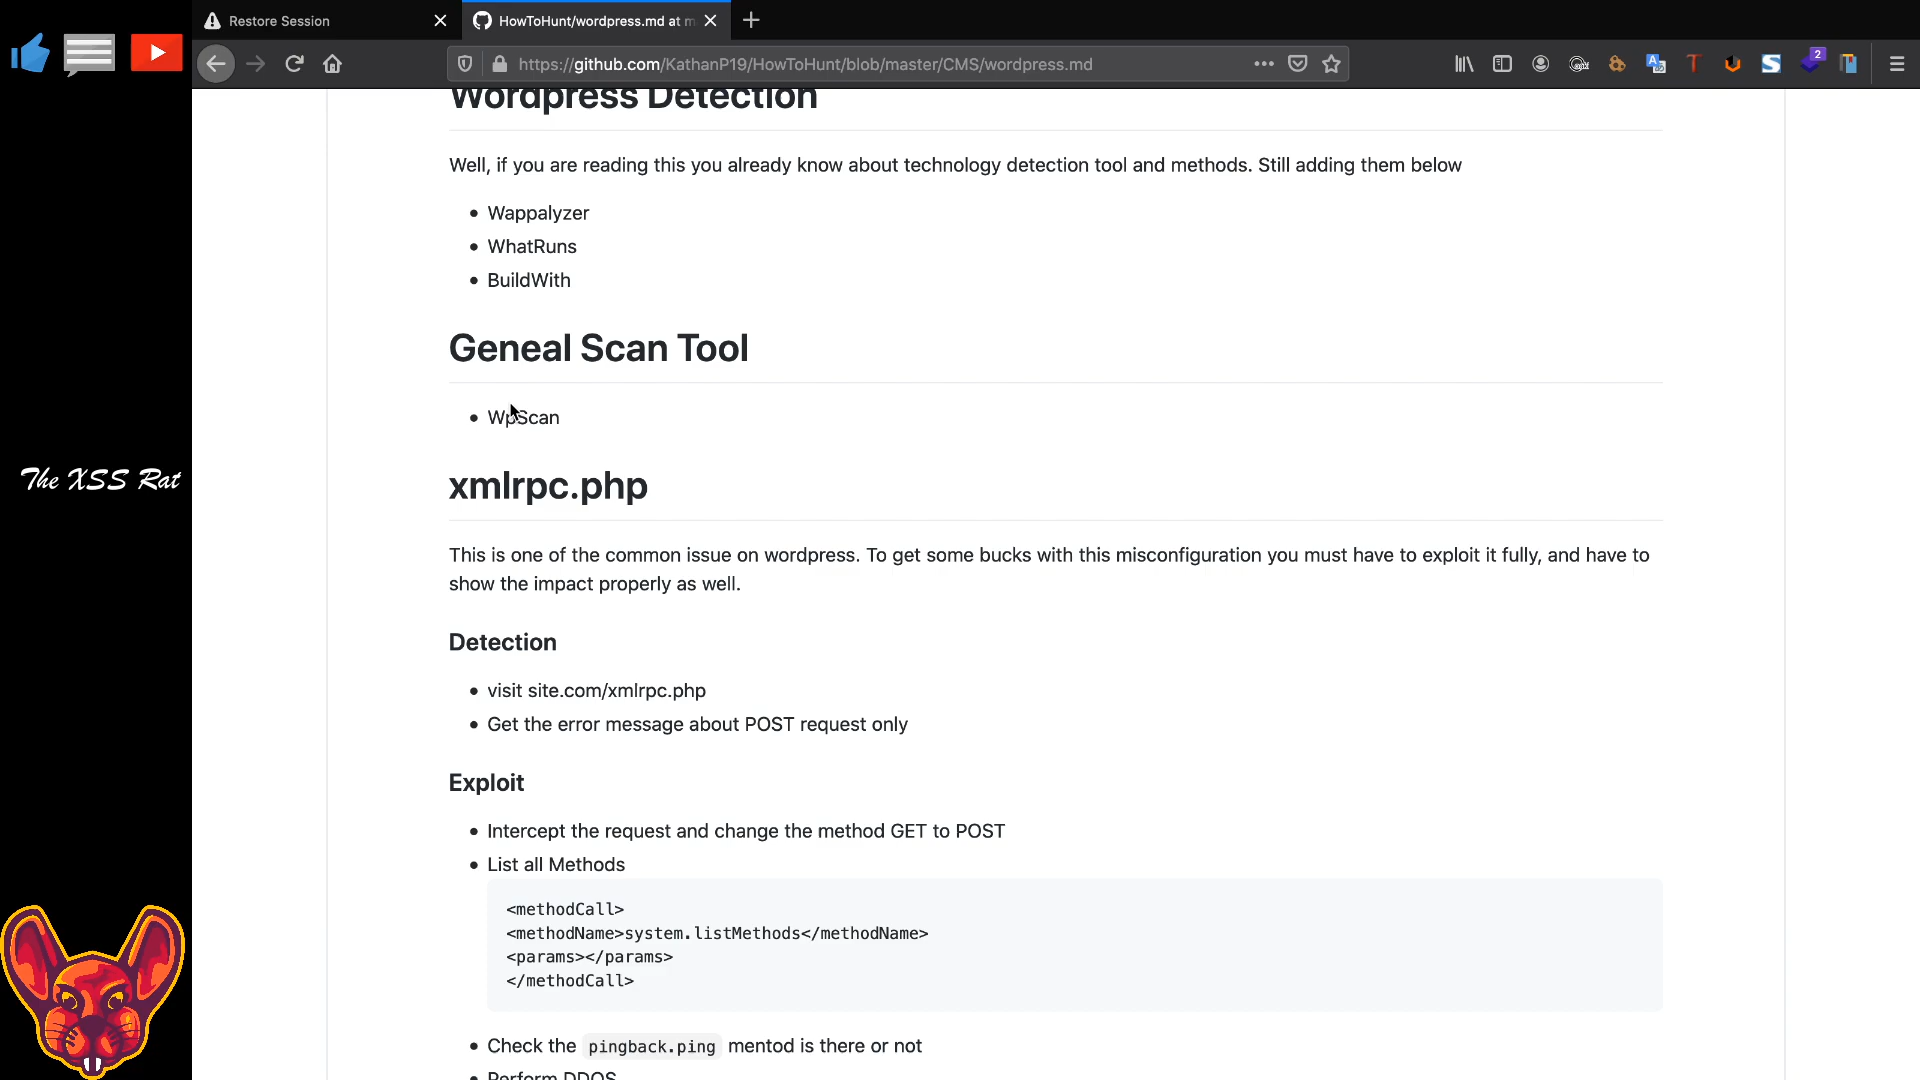 Restore Session
HowToHunt/wordpress.md at m
https://github.com/KathanP19/HowToHunt/blob/master/CMS/wordpress.md
2
Wordpress Detection
Well, if you are reading this you already know about technology detection tool and methods. Still adding them below
Wappalyzer
WhatRuns
BuildWith
Geneal Scan Tool
WpScan
The XSS Rat
xmlrpc.php
This is one of the common issue on wordpress. To get some bucks with this misconfiguration you must have to exploit it fully, and have to
show the impact properly as well.
Detection
visit site.com/xmlrpc.php
Get the error message about POST request only
Exploit
Intercept the request and change the method GET to POST
List all Methods
<methodCall>
<methodName>system.listMethods</methodName>
<params></params>
</methodCall>
Check the pingback.ping mentod is there or not
Perform DDOS